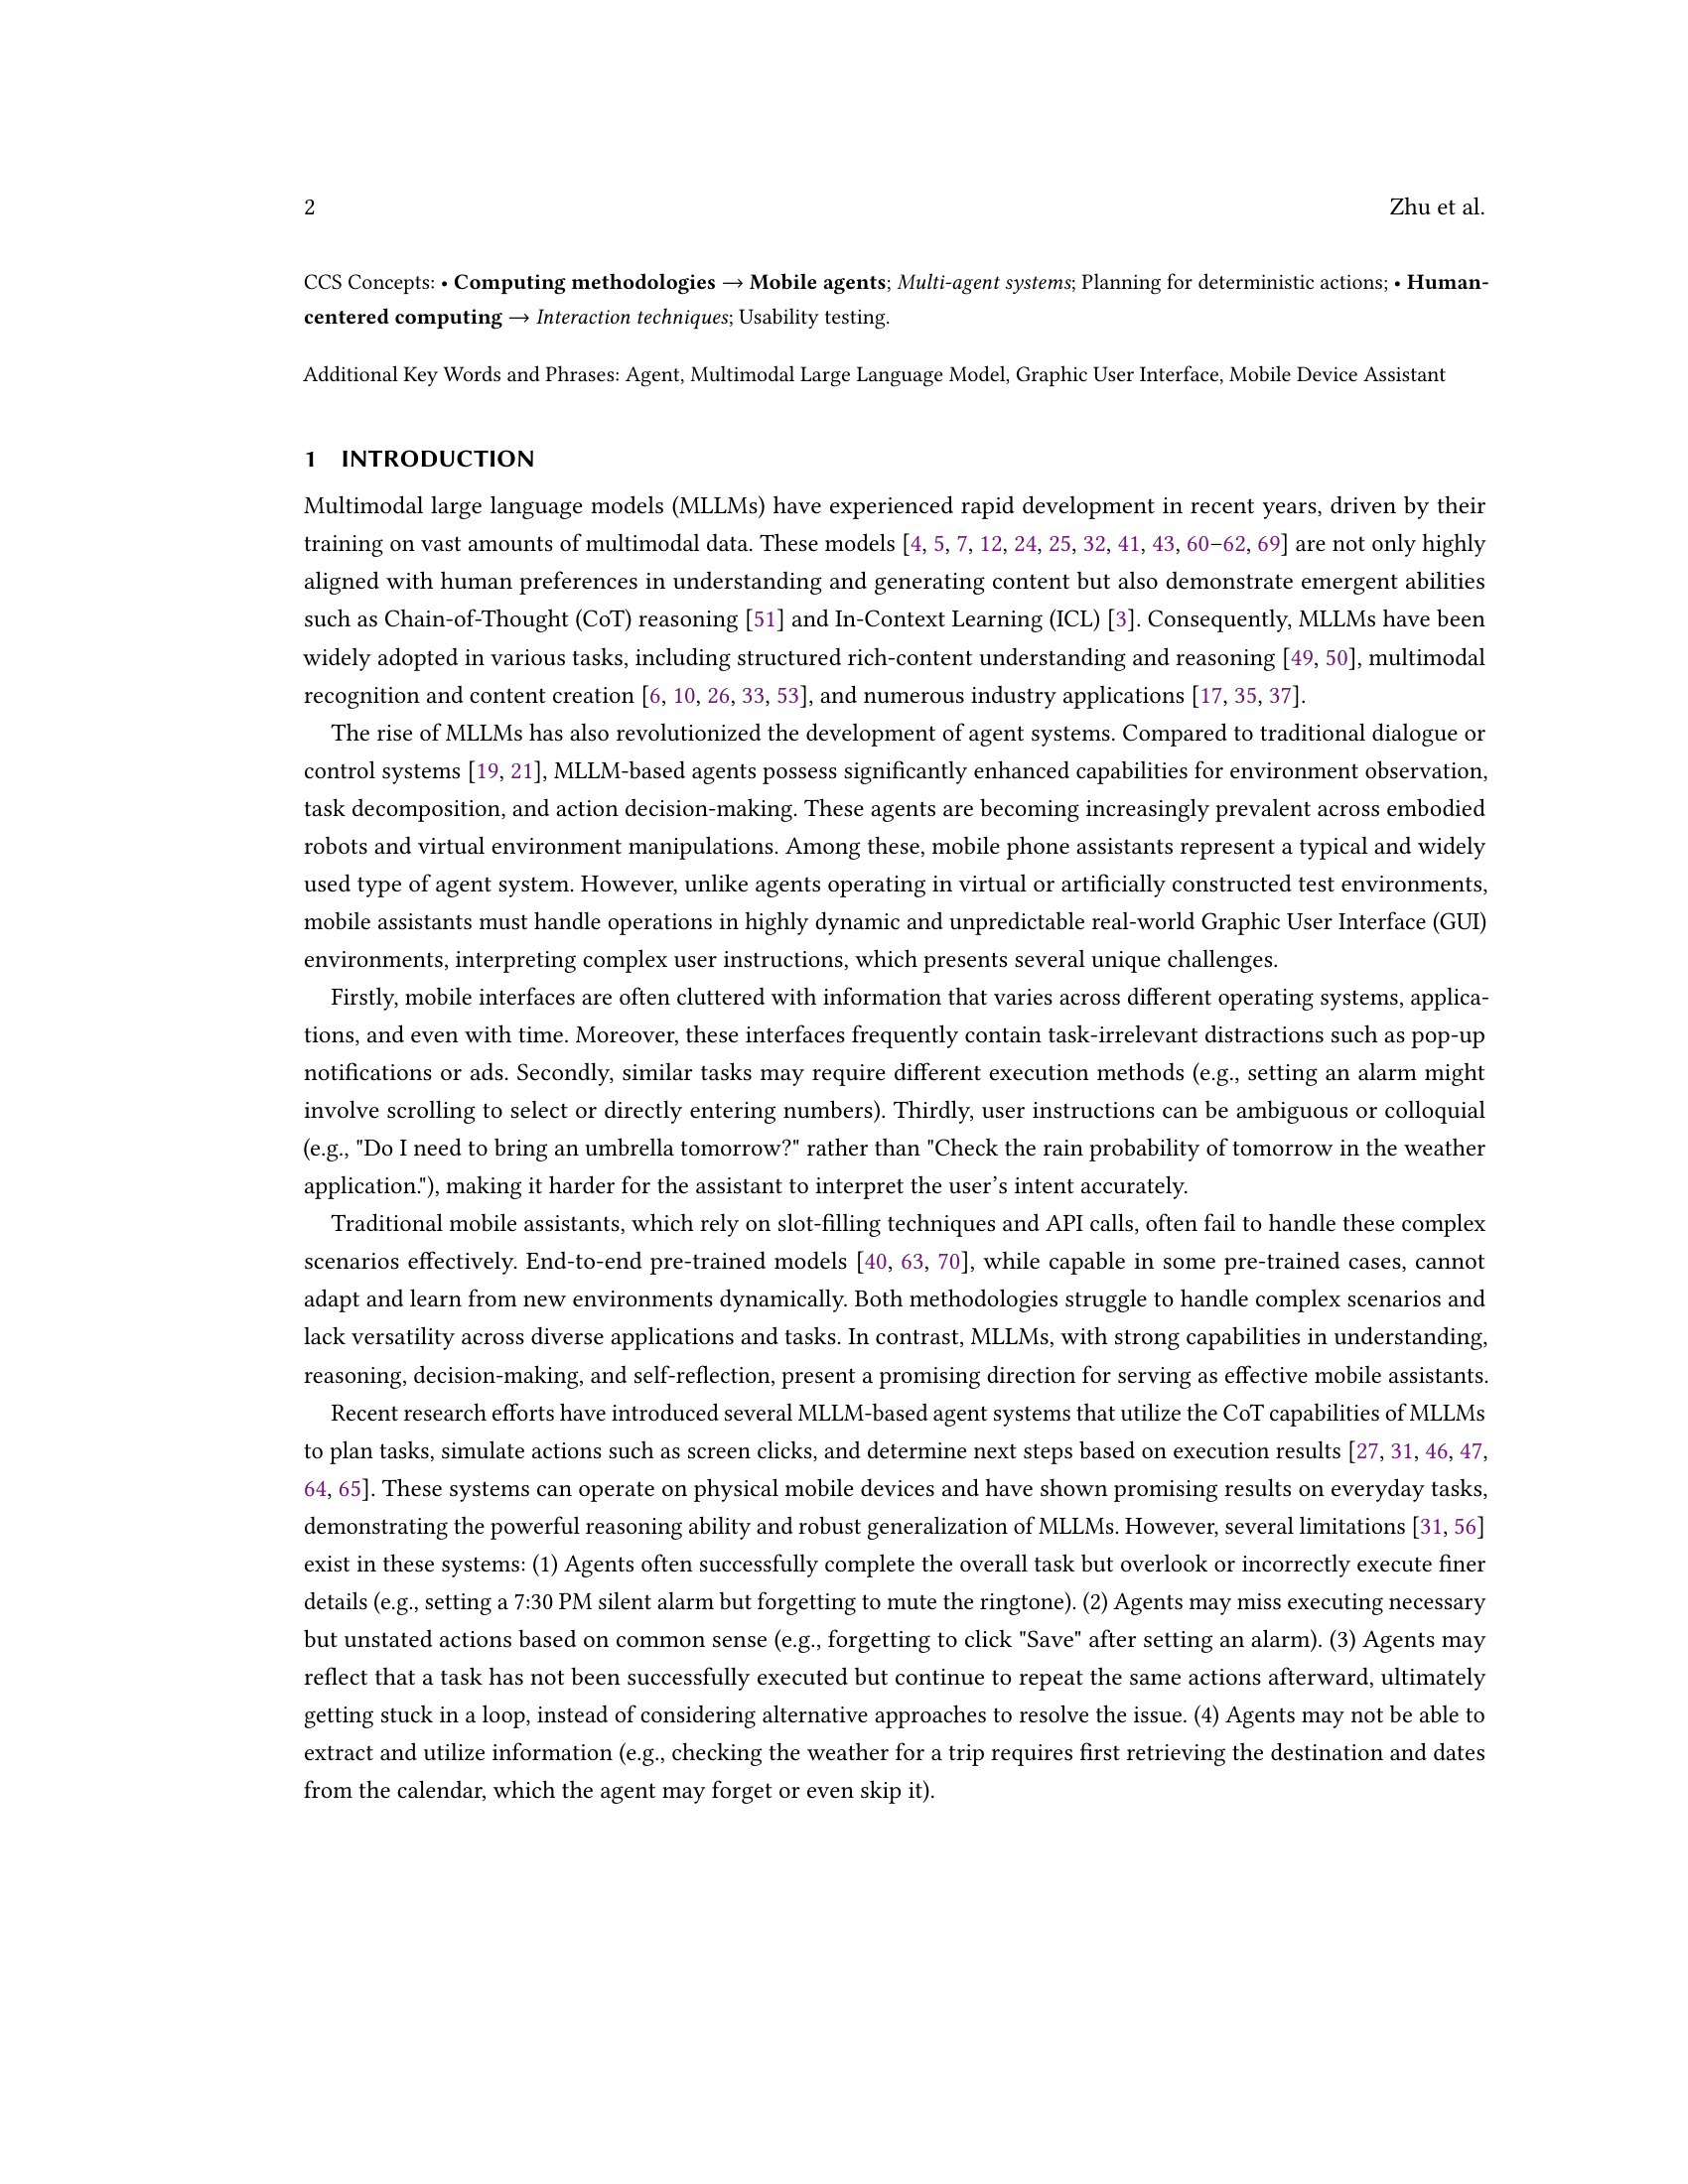 2
Zhu et al.
CCS Concepts: • Computing methodologies → Mobile agents; Multi-agent systems; Planning for deterministic actions; • Human-
centered computing → Interaction techniques; Usability testing.
Additional Key Words and Phrases: Agent, Multimodal Large Language Model, Graphic User Interface, Mobile Device Assistant
1 INTRODUCTION
Multimodal large language models (MLLMs) have experienced rapid development in recent years, driven by their
training on vast amounts of multimodal data. These models [4, 5, 7, 12, 24, 25, 32, 41, 43, 60–62, 69] are not only highly
aligned with human preferences in understanding and generating content but also demonstrate emergent abilities
such as Chain-of-Thought (CoT) reasoning [51] and In-Context Learning (ICL) [3]. Consequently, MLLMs have been
widely adopted in various tasks, including structured rich-content understanding and reasoning [49, 50], multimodal
recognition and content creation [6, 10, 26, 33, 53], and numerous industry applications [17, 35, 37].
The rise of MLLMs has also revolutionized the development of agent systems. Compared to traditional dialogue or
control systems [19, 21], MLLM-based agents possess significantly enhanced capabilities for environment observation,
task decomposition, and action decision-making. These agents are becoming increasingly prevalent across embodied
robots and virtual environment manipulations. Among these, mobile phone assistants represent a typical and widely
used type of agent system. However, unlike agents operating in virtual or artificially constructed test environments,
mobile assistants must handle operations in highly dynamic and unpredictable real-world Graphic User Interface (GUI)
environments, interpreting complex user instructions, which presents several unique challenges.
Firstly, mobile interfaces are often cluttered with information that varies across different operating systems, applica-
tions, and even with time. Moreover, these interfaces frequently contain task-irrelevant distractions such as pop-up
notifications or ads. Secondly, similar tasks may require different execution methods (e.g., setting an alarm might
involve scrolling to select or directly entering numbers). Thirdly, user instructions can be ambiguous or colloquial
(e.g., "Do I need to bring an umbrella tomorrow?" rather than "Check the rain probability of tomorrow in the weather
application."), making it harder for the assistant to interpret the user's intent accurately.
Traditional mobile assistants, which rely on slot-filling techniques and API calls, often fail to handle these complex
scenarios effectively. End-to-end pre-trained models [40, 63, 70], while capable in some pre-trained cases, cannot
adapt and learn from new environments dynamically. Both methodologies struggle to handle complex scenarios and
lack versatility across diverse applications and tasks. In contrast, MLLMs, with strong capabilities in understanding,
reasoning, decision-making, and self-reflection, present a promising direction for serving as effective mobile assistants.
Recent research efforts have introduced several MLLM-based agent systems that utilize the CoT capabilities of MLLMs
to plan tasks, simulate actions such as screen clicks, and determine next steps based on execution results [27, 31, 46, 47,
64, 65]. These systems can operate on physical mobile devices and have shown promising results on everyday tasks,
demonstrating the powerful reasoning ability and robust generalization of MLLMs. However, several limitations [31, 56]
exist in these systems: (1) Agents often successfully complete the overall task but overlook or incorrectly execute finer
details (e.g., setting a 7:30 PM silent alarm but forgetting to mute the ringtone). (2) Agents may miss executing necessary
but unstated actions based on common sense (e.g., forgetting to click "Save" after setting an alarm). (3) Agents may
reflect that a task has not been successfully executed but continue to repeat the same actions afterward, ultimately
getting stuck in a loop, instead of considering alternative approaches to resolve the issue. (4) Agents may not be able to
extract and utilize information (e.g., checking the weather for a trip requires first retrieving the destination and dates
from the calendar, which the agent may forget or even skip it).